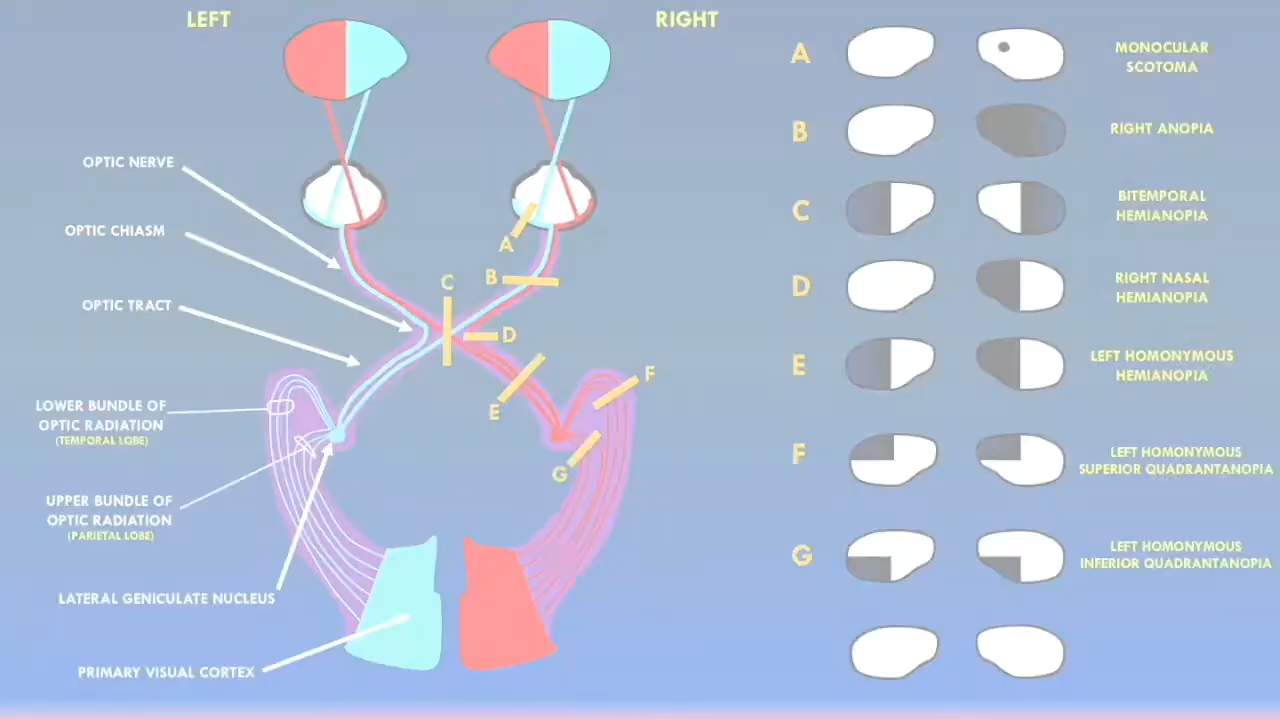 LEFT
RIGHT
OPTIC NERVE
OPTIC CHIASM
OPTIC TRACT
LOWER BUNDLE OF
OPTIC RADIATION
(TEMPORAL LOBE)
UPPER BUNDLE OF
OPTIC RADIATION
(PARIETAL LOBE)
LATERAL GENICULATE NUCLEUS
PRIMARY VISUAL CORTEX
A
B
C
D
E
F
G
A
MONOCULAR
SCOTOMA
B
RIGHT ANOPIA
C
BITEMPORAL
HEMIANOPIA
D
RIGHT NASAL
HEMIANOPIA
E
LEFT HOMONYMOUS
HEMIANOPIA
F
LEFT HOMONYMOUS
SUPERIOR QUADRANTANOPIA
G
LEFT HOMONYMOUS
INFERIOR QUADRANTANOPIA